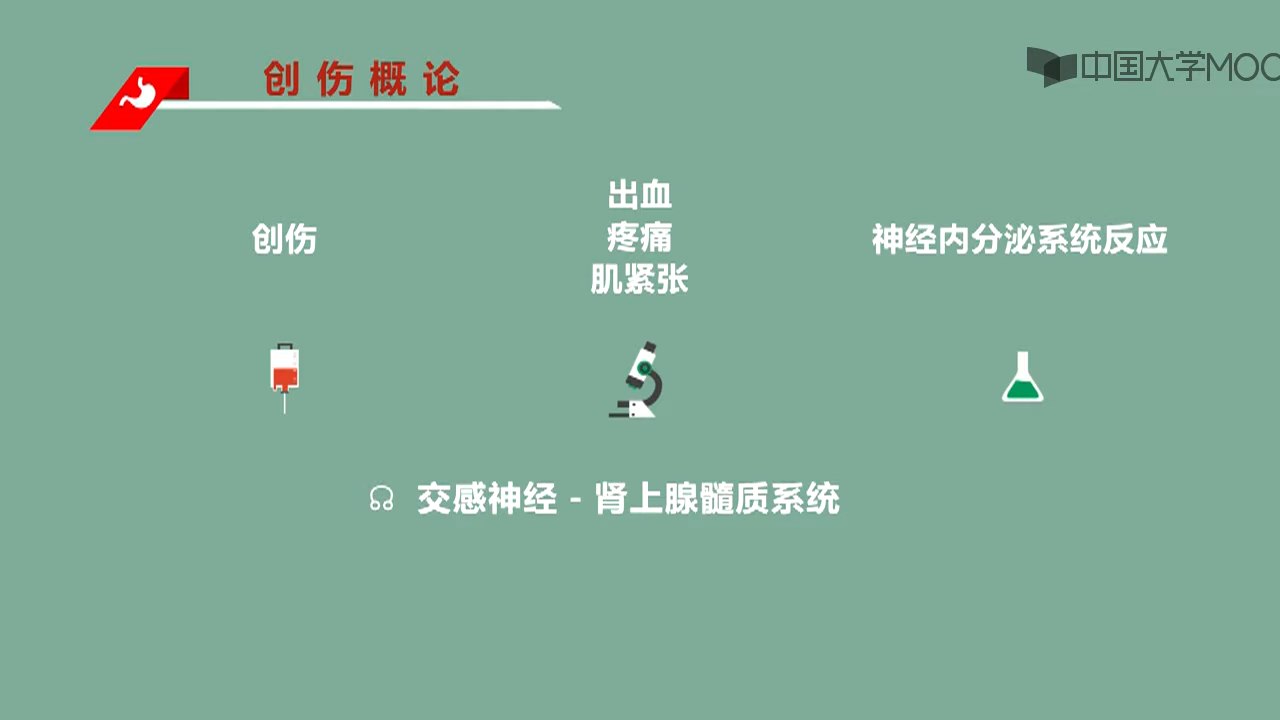 创伤概论
中国大学MOO
创伤
出血
疼痛
肌紧张
神经内分泌系统反应
交感神经 - 肾上腺髓质系统